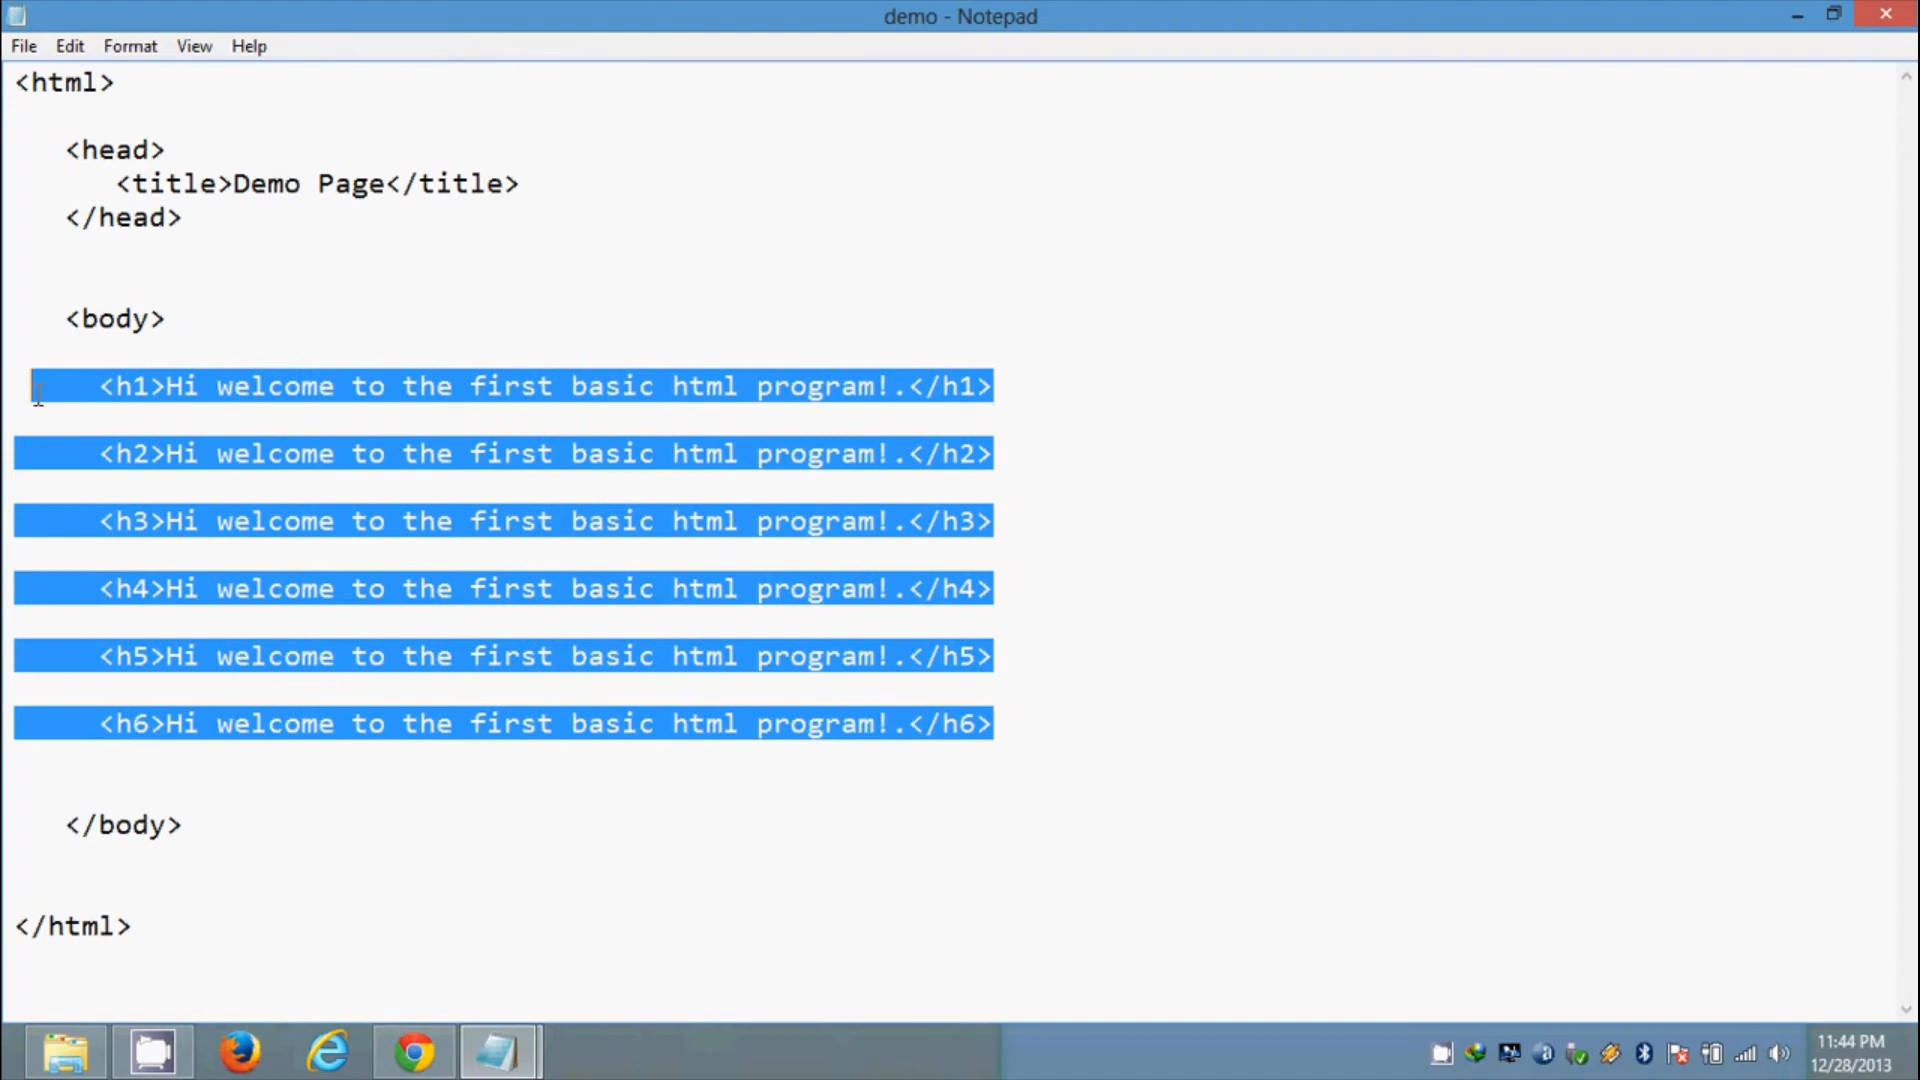 demo - Notepad
File Edit Format View Help
<html>
<head>
<title>Demo Page</title>
</head>
<body>
<h1>Hi welcome to the first basic html program!.</h1>
<h2>Hi welcome to the first basic html program!.</h2>
<h3>Hi welcome to the first basic html program!.</h3>
<h4>Hi welcome to the first basic html program!.</h4>
<h5>Hi welcome to the first basic html program!.</h5>
<h6>Hi welcome to the first basic html program!.</h6>
</body>
</html>
11:44 PM
12/28/2013